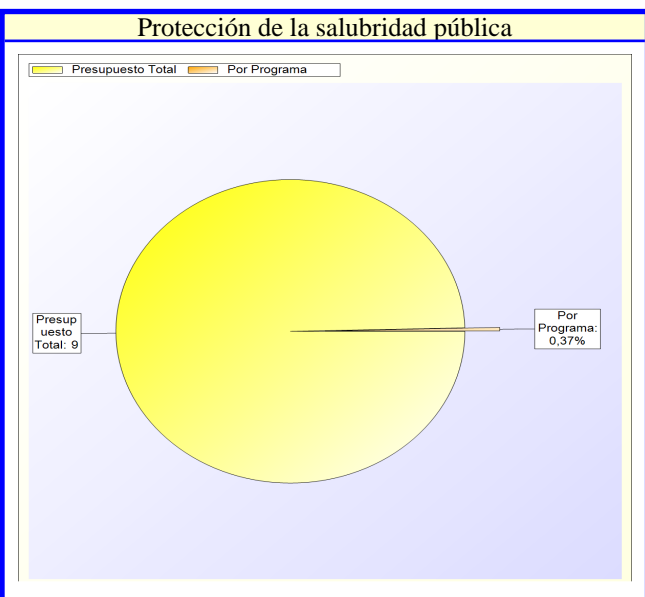 Protección de la salubridad pública
Presupuesto Total
Por Programa
Presup
uesto
Total: 9
Por
Programa:
0,37%